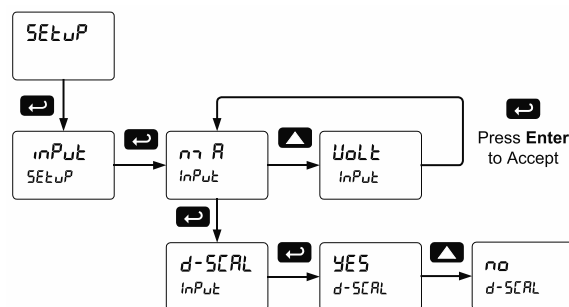 SEtuP
inPut
SEtuP
mA
InPut
VoLt
InPut
Press Enter
to Accept
d-SCAL
InPut
YES
d-SCAL
no
d-SCAL